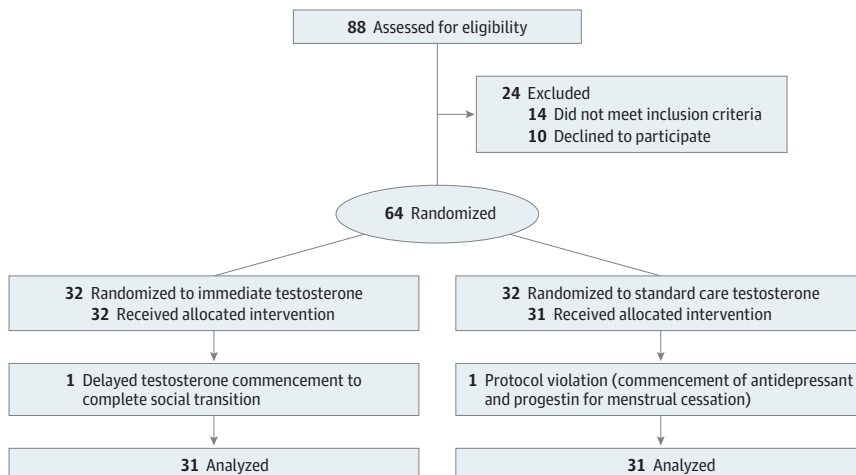 88 Assessed for eligibility
24 Excluded
14 Did not meet inclusion criteria
10 Declined to participate
64 Randomized
32 Randomized to immediate testosterone
32 Received allocated intervention
32 Randomized to standard care testosterone
31 Received allocated intervention
1 Delayed testosterone commencement to
complete social transition
1 Protocol violation (commencement of antidepressant
and progestin for menstrual cessation)
31 Analyzed
31 Analyzed